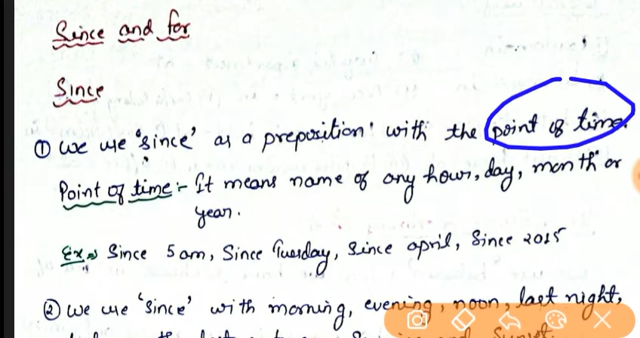 Since and for
Since
① We use 'since' as a preposition with the point of time.
Point of time:- It means name of any hour, day, month or
year.
Ex→ Since 5am, Since Tuesday, Since april, Since 2015
② We use 'since' with morning, evening, noon, last night,